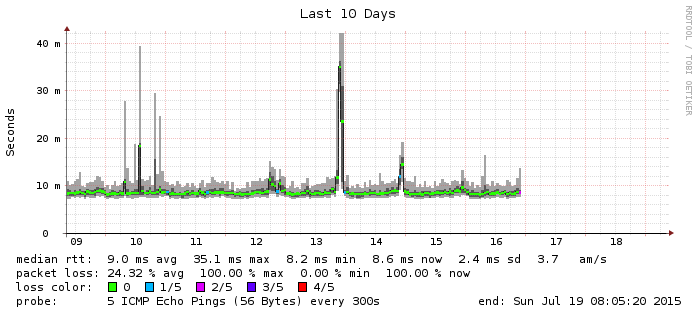 Last 10 Days
RRDTOOL / TOBI OETIKER
Seconds
40 m
30 m
20 m
10 m
0
09 10 11 12 13 14 15 16 17 18
median rtt: 9.0 ms avg 35.1 ms max 8.2 ms min 8.6 ms now 2.4 ms sd 3.7 am/s
packet loss: 24.32 % avg 100.00 % max 0.00 % min 100.00 % now
loss color: 0 1/5 2/5 3/5 4/5
probe: 5 ICMP Echo Pings (56 Bytes) every 300s end: Sun Jul 19 08:05:20 2015